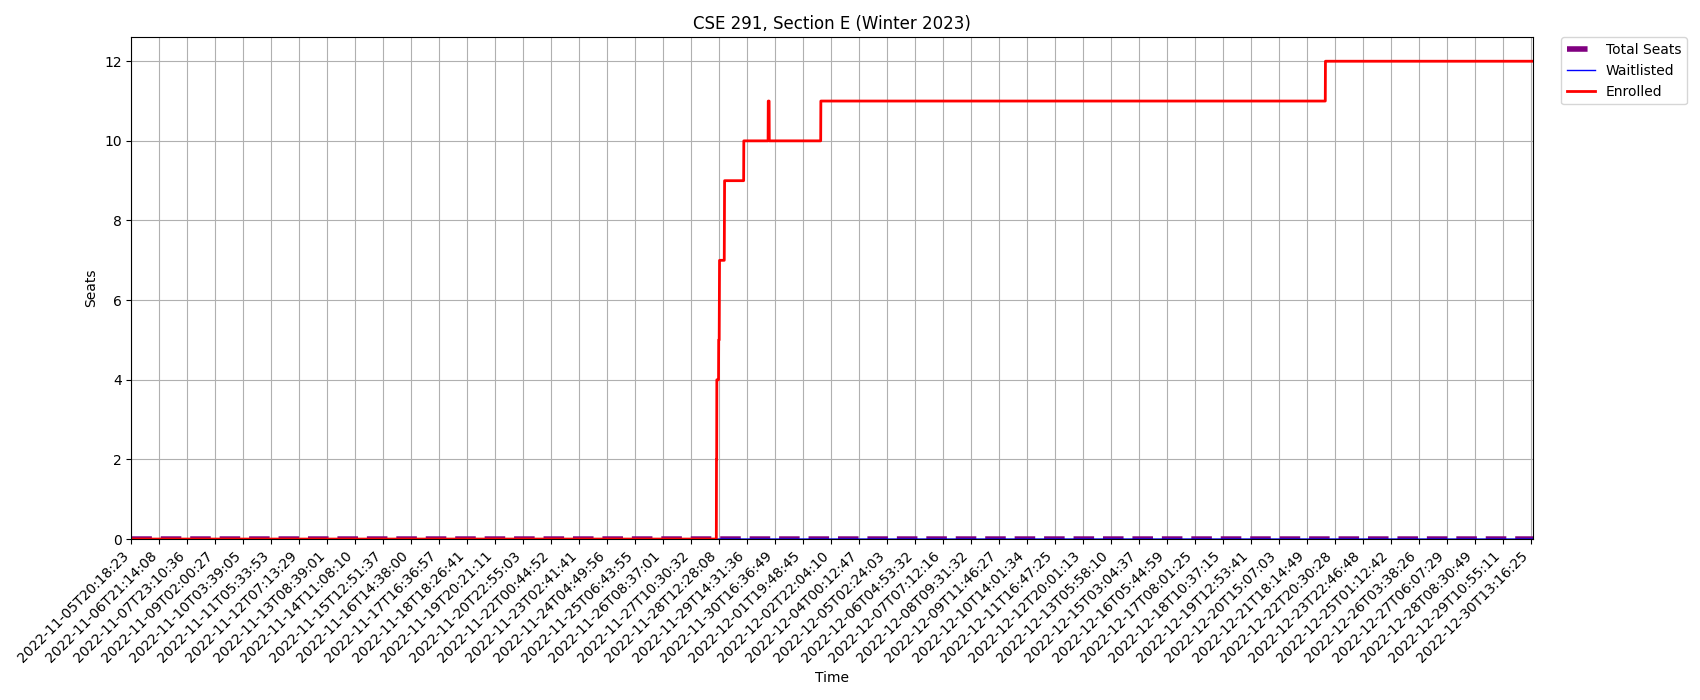 CSE 291, Section E (Winter 2023)
Total Seats
Waitlisted
Enrolled
Seats
12
10
8
6
4
2
0
2022-11-05T20:18:23
2022-11-06T21:14:08
2022-11-07T23:10:36
2022-11-09T02:00:27
2022-11-10T03:39:05
2022-11-11T05:33:53
2022-11-12T07:13:29
2022-11-13T08:39:01
2022-11-14T11:08:10
2022-11-15T12:51:37
2022-11-16T14:38:00
2022-11-17T16:36:57
2022-11-18T18:26:41
2022-11-19T20:21:11
2022-11-20T22:55:03
2022-11-22T00:44:52
2022-11-23T02:41:41
2022-11-24T04:49:56
2022-11-25T06:43:55
2022-11-26T08:37:01
2022-11-27T10:30:32
2022-11-28T12:28:08
2022-11-29T14:31:36
2022-11-30T16:36:49
2022-12-01T19:48:45
2022-12-02T22:04:10
2022-12-04T00:12:47
2022-12-05T02:24:03
2022-12-06T04:53:32
2022-12-07T07:12:16
2022-12-08T09:31:32
2022-12-09T11:46:27
2022-12-10T14:01:34
2022-12-11T16:47:25
2022-12-12T20:01:13
2022-12-13T23:58:10
2022-12-15T03:04:37
2022-12-16T05:44:59
2022-12-17T08:01:25
2022-12-18T10:37:15
2022-12-19T12:53:41
2022-12-20T15:07:03
2022-12-21T18:14:49
2022-12-22T20:30:28
2022-12-23T22:46:48
2022-12-25T01:12:42
2022-12-26T03:38:26
2022-12-27T06:07:29
2022-12-28T08:30:49
2022-12-29T10:55:11
2022-12-30T13:16:25
Time